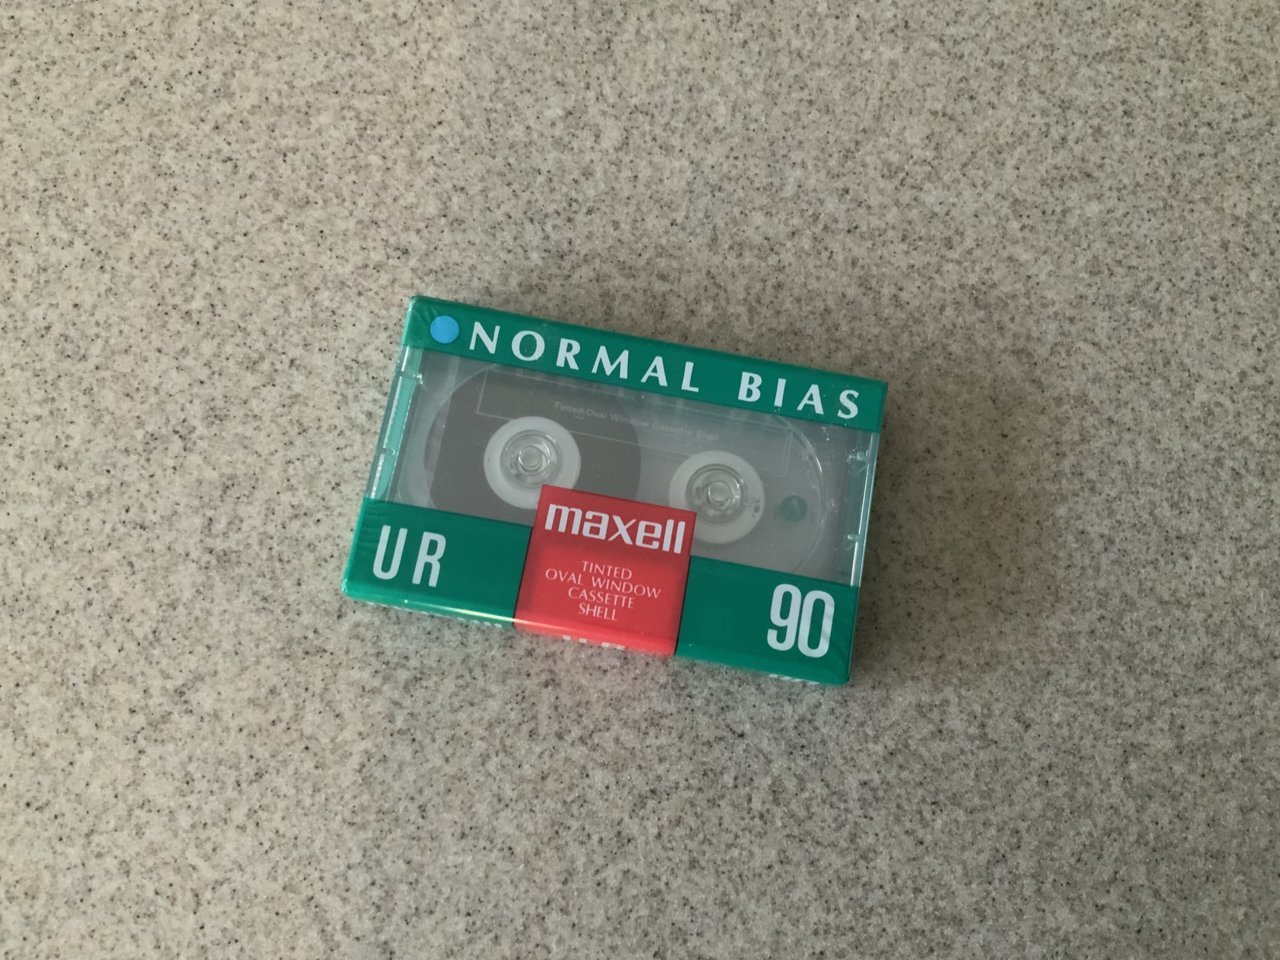 NORMAL BIAS
Tinted Oval Window Cassette Shell
A
UR
maxell
TINTED
OVAL WINDOW
CASSETTE
SHELL
90